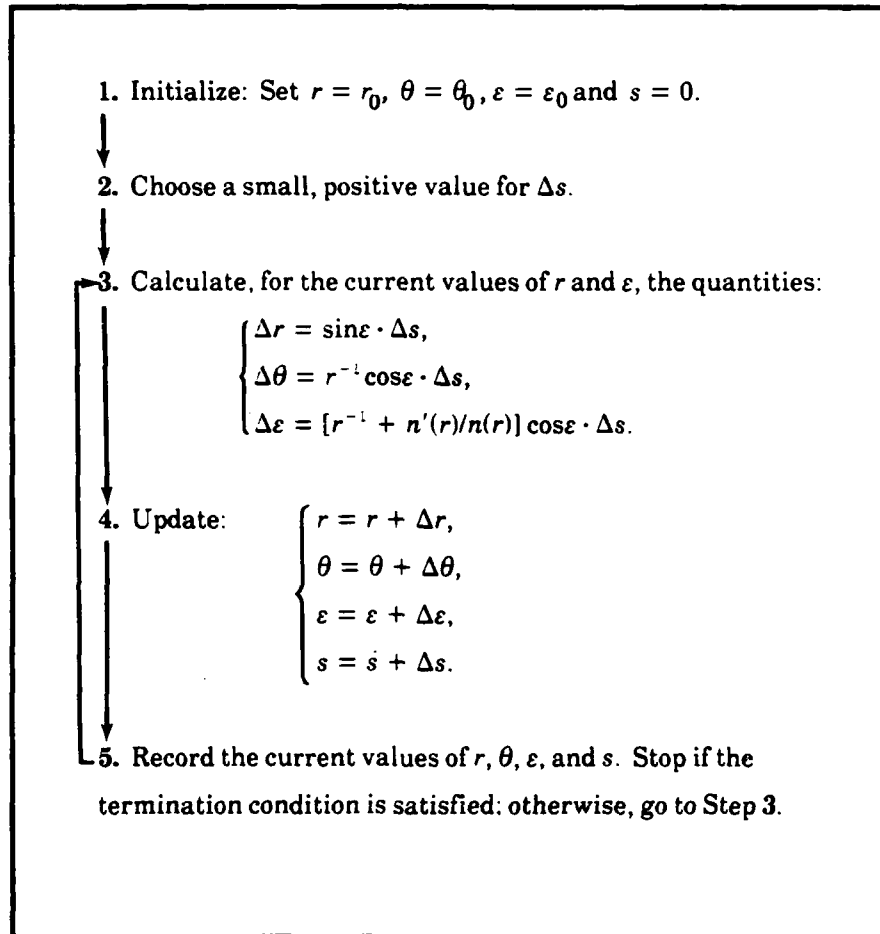 1. Initialize: Set r = r₀, θ = θ₀, ε = ε₀ and s = 0.
2. Choose a small, positive value for Δs.
3. Calculate, for the current values of r and ε, the quantities:
Δr = sinε · Δs,
Δθ = r⁻¹ cosε · Δs,
Δε = [r⁻¹ + n'(r)/n(r)] cosε · Δs.
4. Update:
r = r + Δr,
θ = θ + Δθ,
ε = ε + Δε,
s = s + Δs.
5. Record the current values of r, θ, ε, and s. Stop if the
termination condition is satisfied: otherwise, go to Step 3.